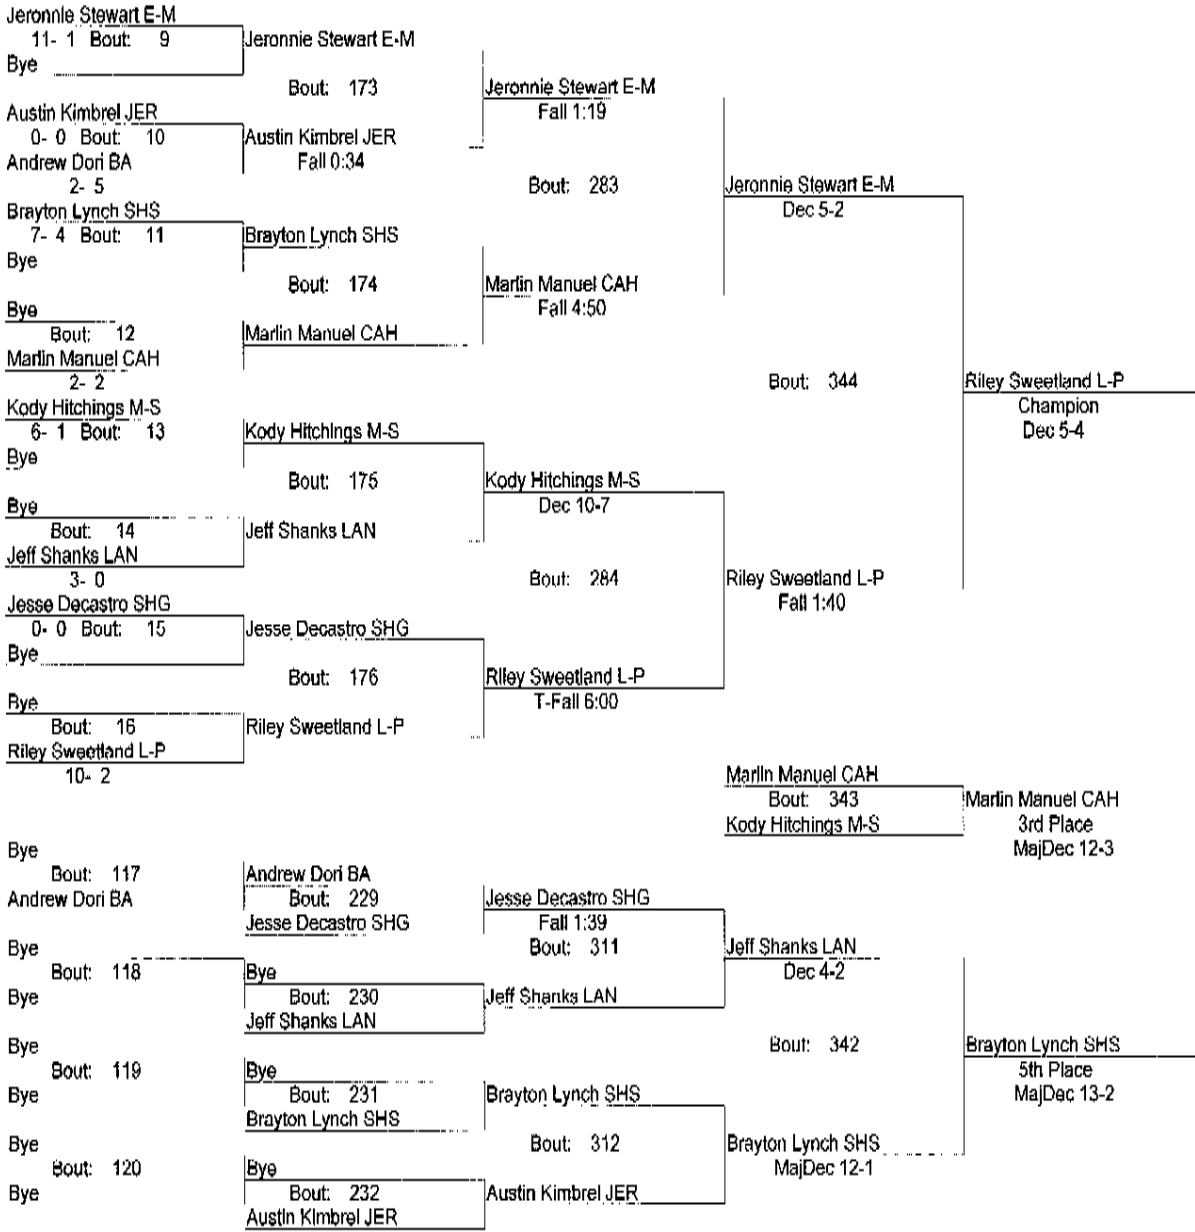 Jeronnie Stewart E-M
11- 1 Bout: 9
Jeronnie Stewart E-M
Bye
Bout: 173
Jeronnie Stewart E-M
Fall 1:19
Austin Kimbrel JER
0- 0 Bout: 10
Austin Kimbrel JER
Fall 0:34
Andrew Dori BA
2- 5
Bout: 283
Jeronnie Stewart E-M
Dec 5-2
Brayton Lynch SHS
7- 4 Bout: 11
Brayton Lynch SHS
Bye
Bout: 174
Marlin Manuel CAH
Fall 4:50
Bye
Bout: 12
Marlin Manuel CAH
Marlin Manuel CAH
2- 2
Bout: 344
Riley Sweetland L-P
Champion
Dec 5-4
Kody Hitchings M-S
6- 1 Bout: 13
Kody Hitchings M-S
Bye
Bout: 175
Kody Hitchings M-S
Dec 10-7
Bye
Bout: 14
Jeff Shanks LAN
Jeff Shanks LAN
3- 0
Bout: 284
Riley Sweetland L-P
Fall 1:40
Jesse Decastro SHG
0- 0 Bout: 15
Jesse Decastro SHG
Bye
Bout: 176
Riley Sweetland L-P
T-Fall 6:00
Bye
Bout: 16
Riley Sweetland L-P
Riley Sweetland L-P
10- 2
Marlin Manuel CAH
Bout: 343
Marlin Manuel CAH
Kody Hitchings M-S
3rd Place
MajDec 12-3
Bye
Bout: 117
Andrew Dori BA
Andrew Dori BA
Bout: 229
Jesse Decastro SHG
Jesse Decastro SHG
Fall 1:39
Bye
Bout: 311
Jeff Shanks LAN
Dec 4-2
Bout: 118
Bye
Bye
Bout: 230
Jeff Shanks LAN
Jeff Shanks LAN
Bye
Bout: 342
Brayton Lynch SHS
5th Place
MajDec 13-2
Bout: 119
Bye
Bye
Bout: 231
Brayton Lynch SHS
Brayton Lynch SHS
Bye
Bout: 312
Brayton Lynch SHS
MajDec 12-1
Bout: 120
Bye
Bye
Bout: 232
Austin Kimbrel JER
Austin Kimbrel JER